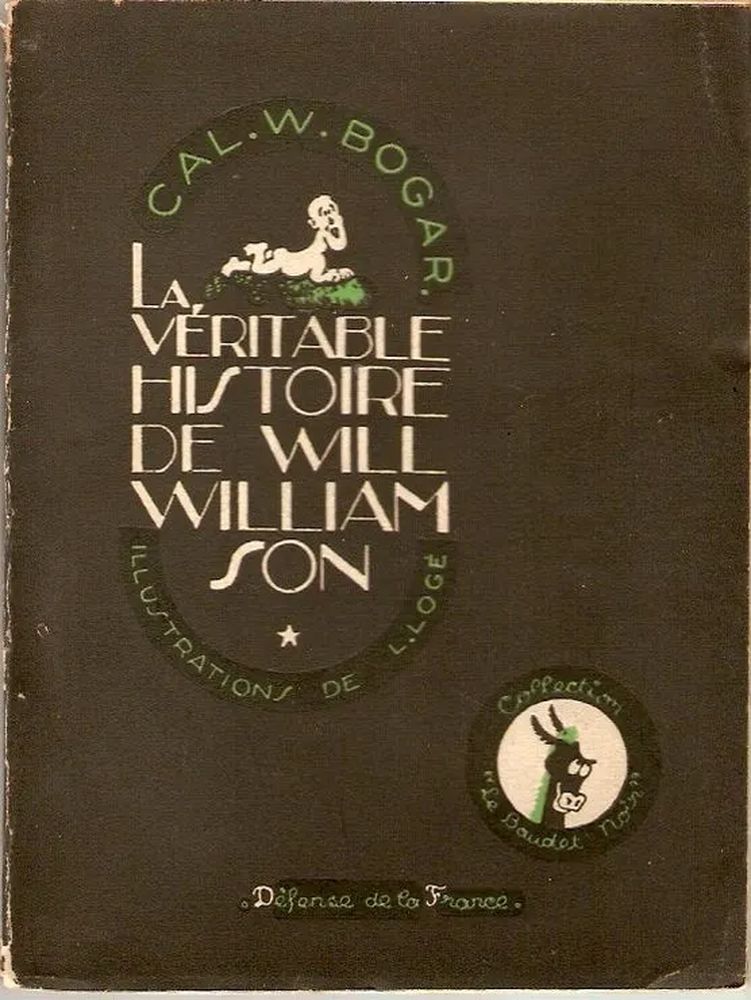 CAL. W. BOGAR.
LA
VÉRITABLE
HISTOIRE
DE WILL
WILLIAM
SON
ILLUSTRATIONS DE L. LOGÉ
Collection
"Le Baudet Noir"
. Défense de la France .